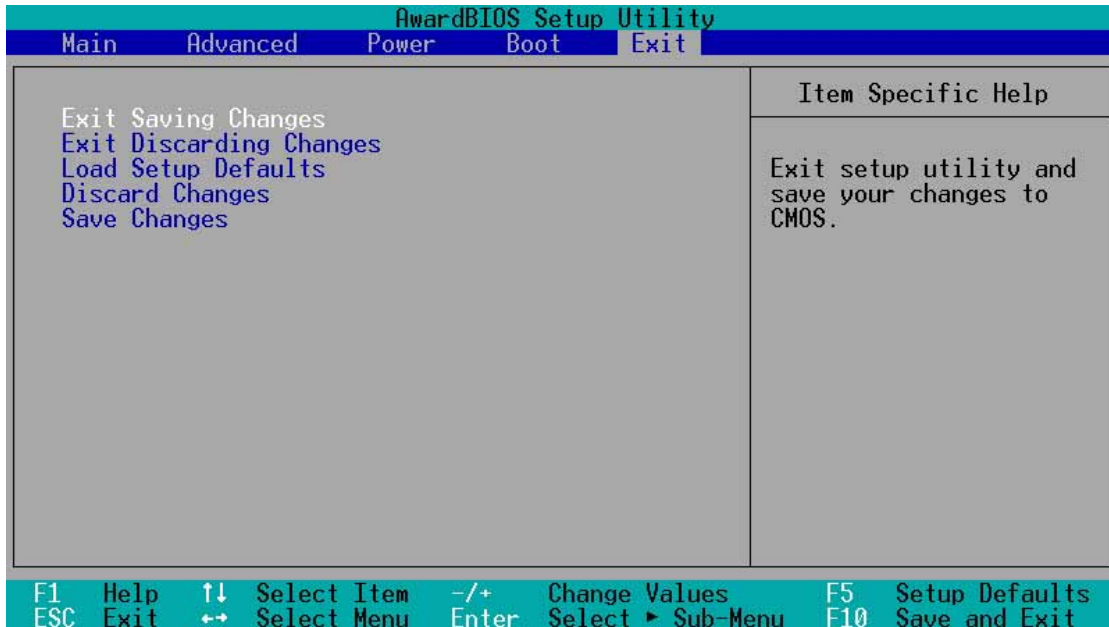 AwardBIOS Setup Utility
Main Advanced Power Boot Exit
Exit Saving Changes
Exit Discarding Changes
Load Setup Defaults
Discard Changes
Save Changes
Item Specific Help
Exit setup utility and
save your changes to
CMOS.
F1 Help ↑↓ Select Item -/+ Change Values F5 Setup Defaults
ESC Exit ←→ Select Menu Enter Select ► Sub-Menu F10 Save and Exit